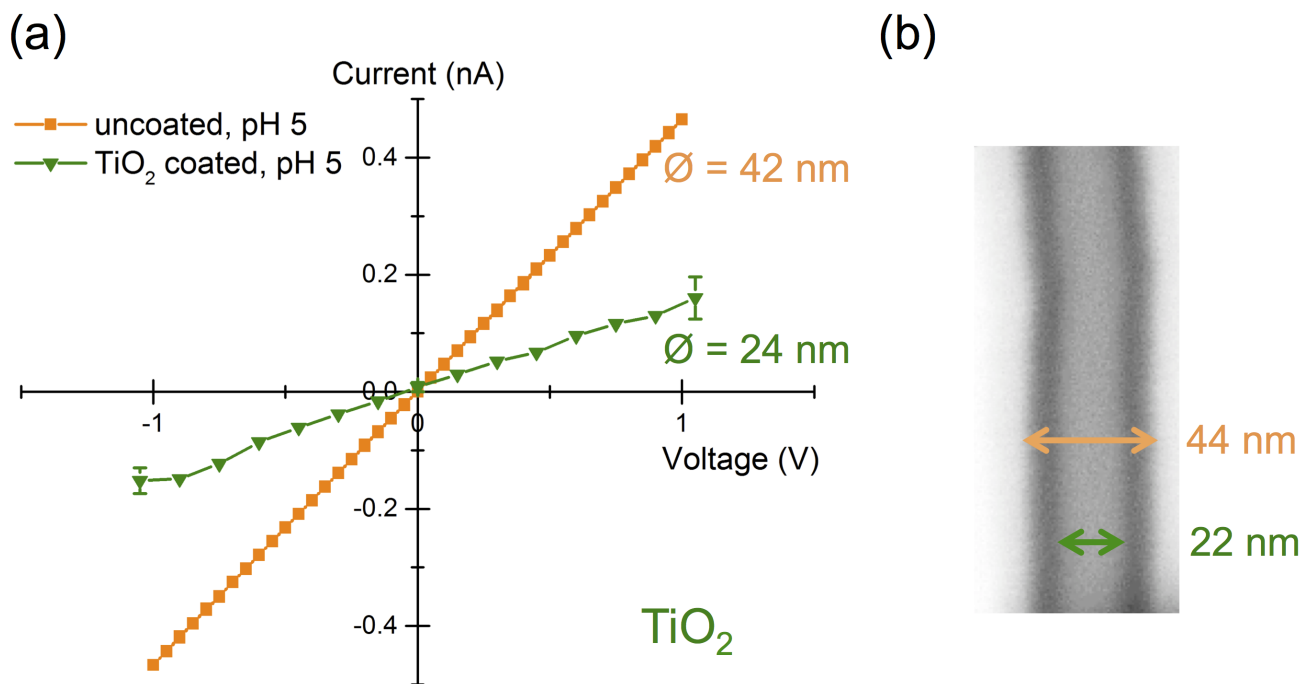 (a)
Current (nA)
uncoated, pH 5
TiO₂ coated, pH 5
0.4
Ø = 42 nm
0.2
Ø = 24 nm
0.0
-1
0
1
Voltage (V)
-0.2
-0.4
TiO₂
(b)
44 nm
22 nm